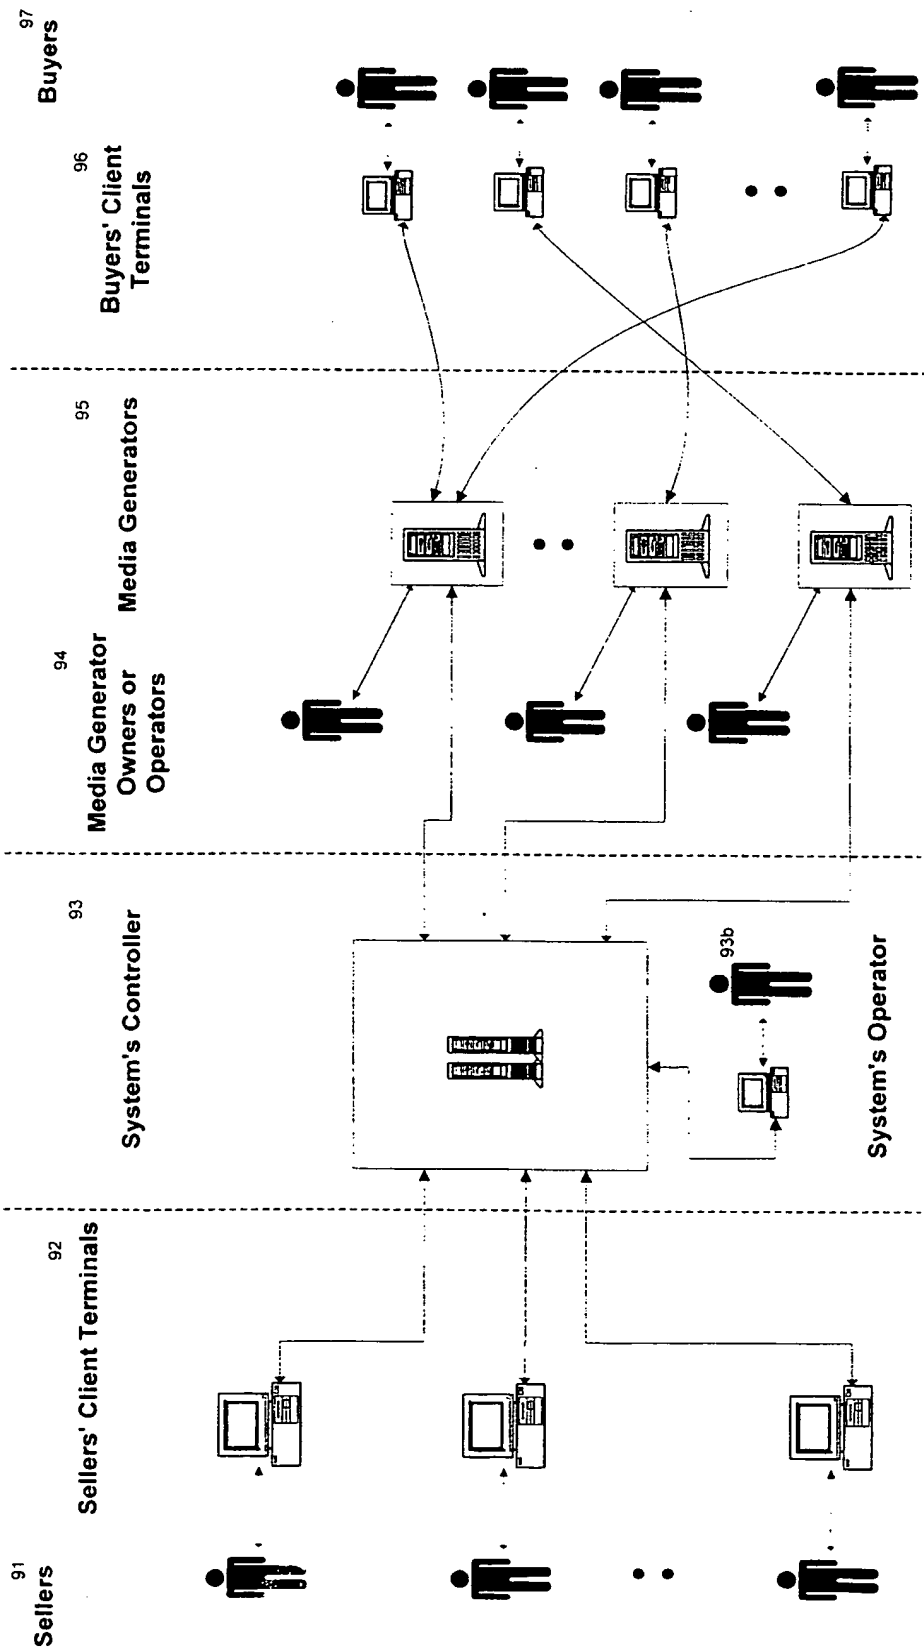 91
Sellers
92
Sellers' Client Terminals
93
System's Controller
93b
System's Operator
94
Media Generator
Owners or
Operators
95
Media Generators
96
Buyers' Client
Terminals
97
Buyers